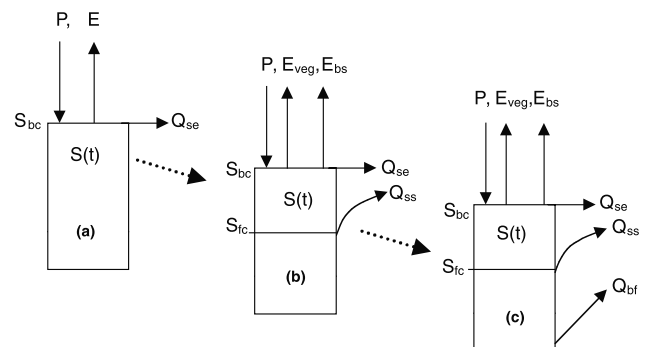 P, E
S_bc
Q_se
S(t)
(a)
P, E_veg, E_bs
S_bc
Q_se
S(t)
Q_ss
S_fc
(b)
P, E_veg, E_bs
S_bc
Q_se
S(t)
Q_ss
S_fc
Q_bf
(c)